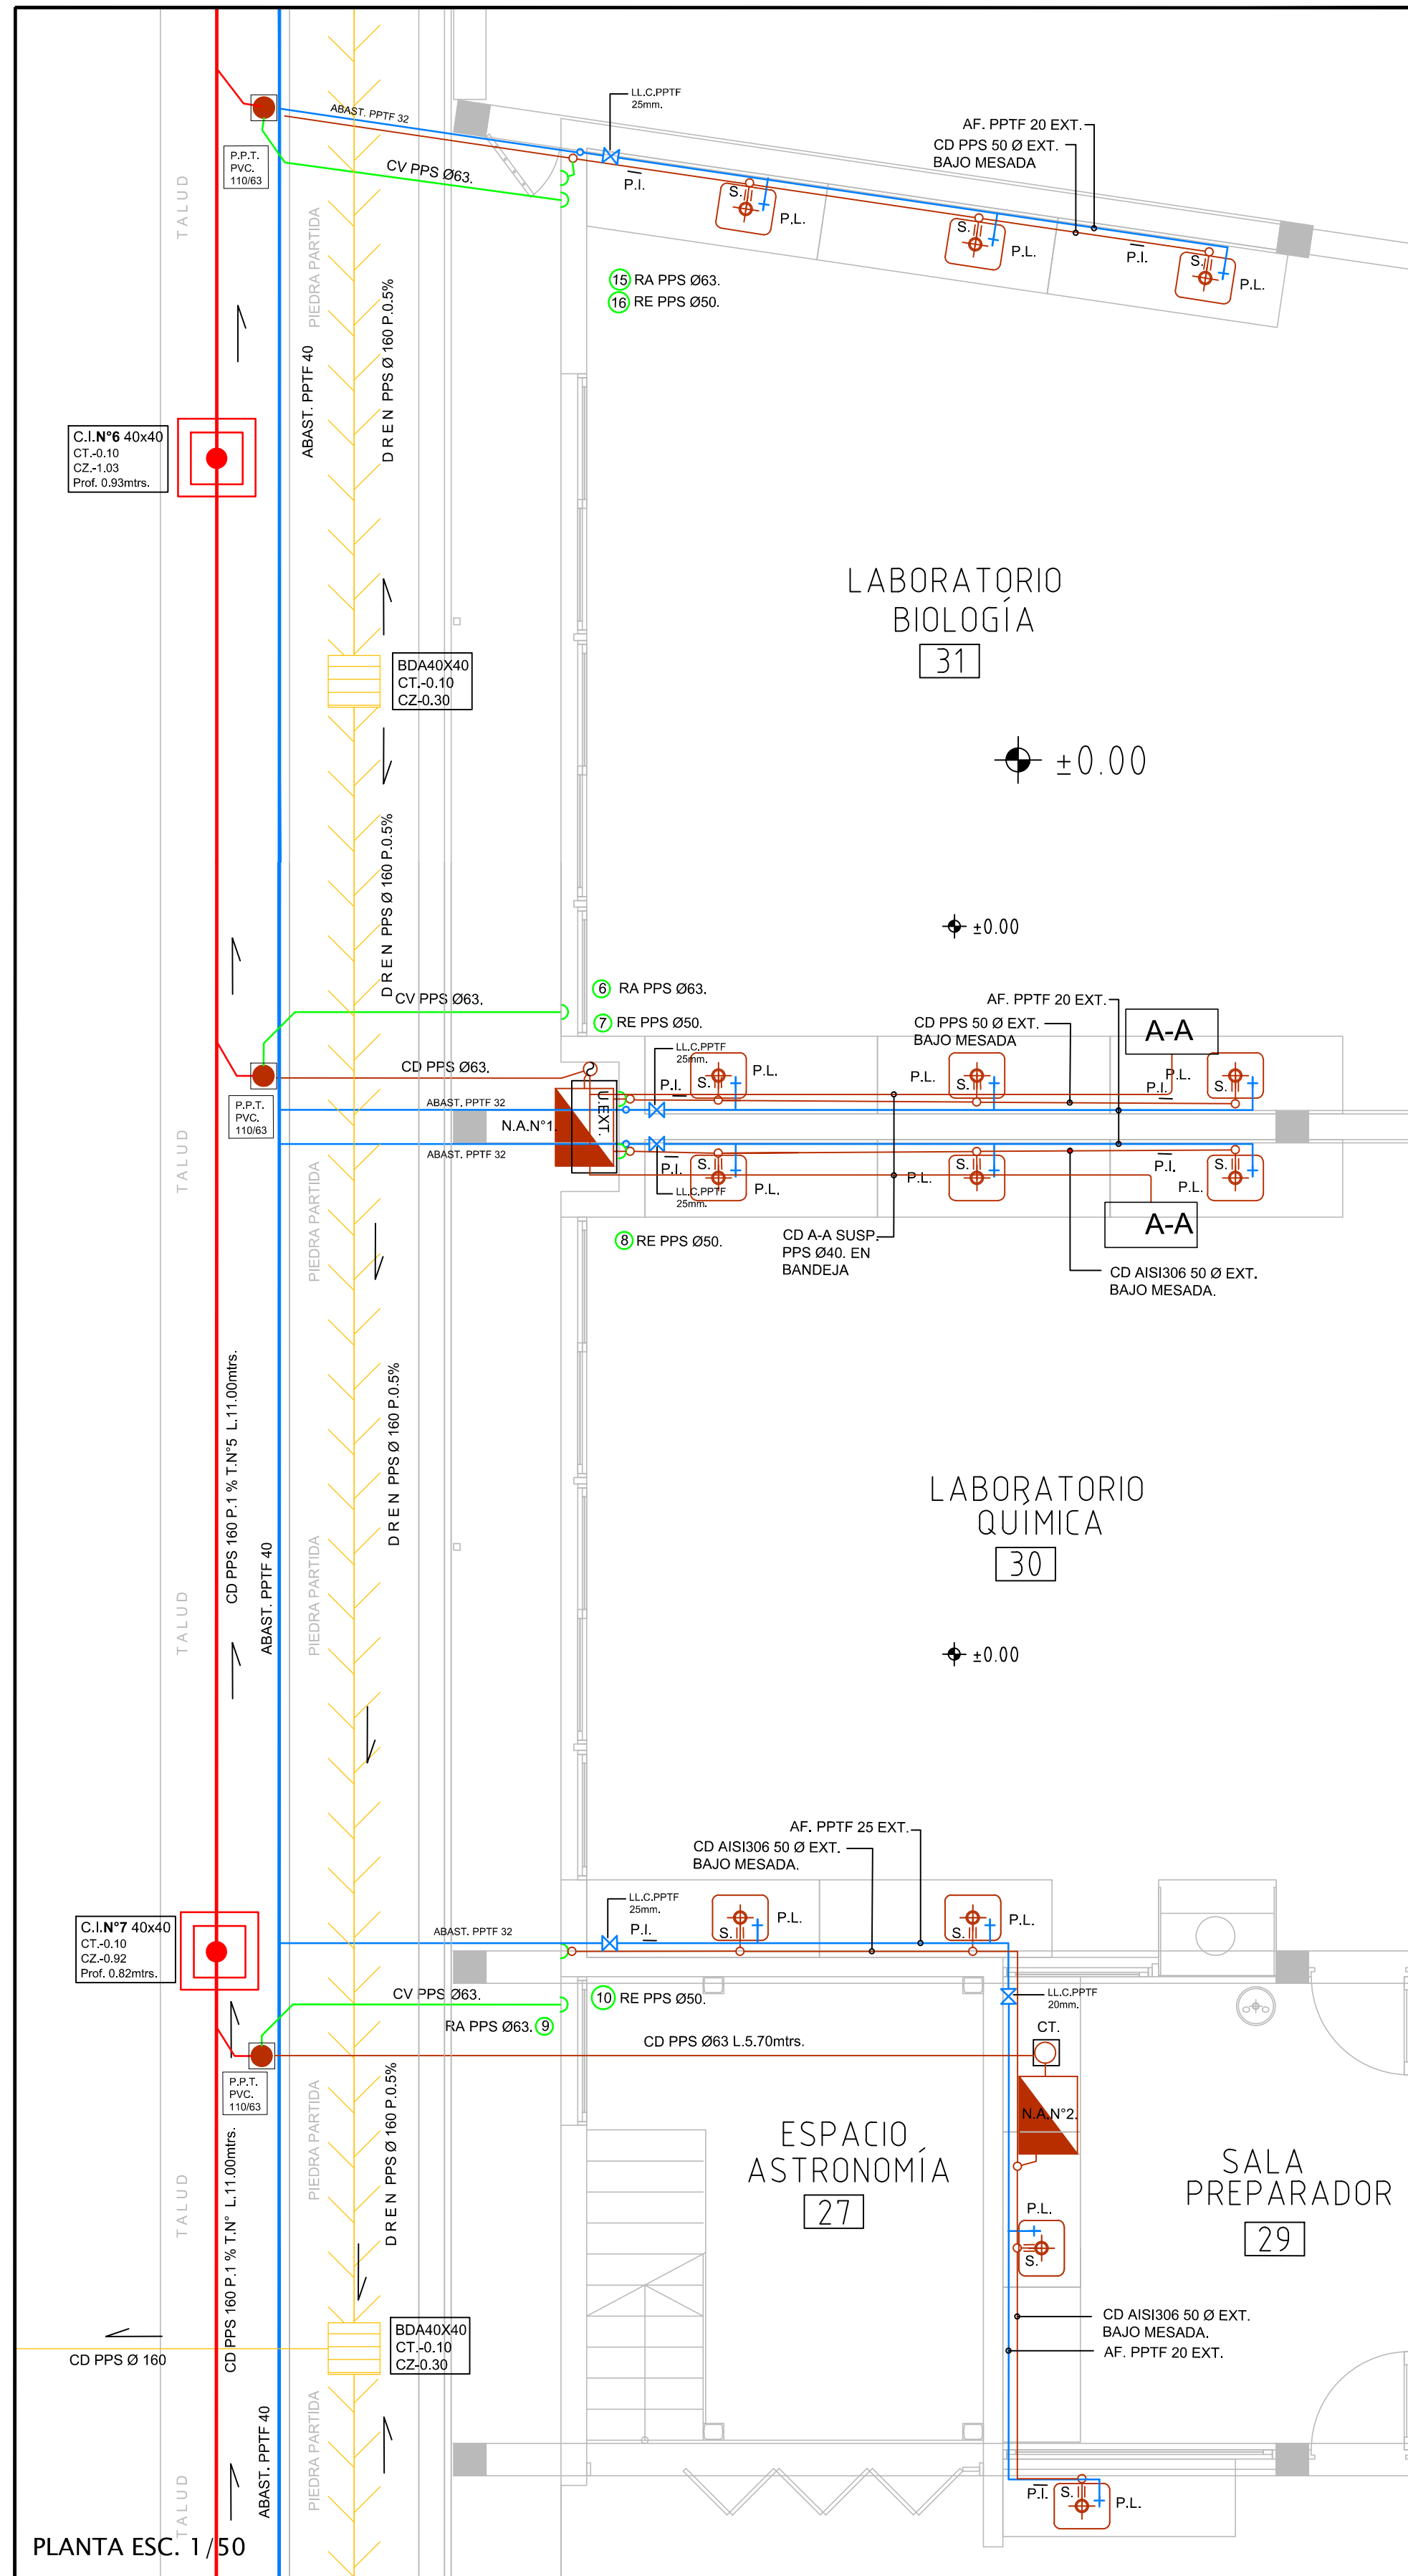 LL.C.PPTF
25mm.
ABAST. PPTF 32
AF. PPTF 20 EXT.
CD PPS 50 Ø EXT.
BAJO MESADA
P.P.T.
PVC.
110/63
CV PPS Ø63.
P.I.
S.
P.L.
S.
P.L.
P.I.
S.
P.L.
TALUD
PIEDRA PARTIDA
15 RA PPS Ø63.
16 RE PPS Ø50.
DREN PPS Ø 160 P.0.5%
ABAST. PPTF 40
C.I.N°6 40x40
CT.-0.10
CZ.-1.03
Prof. 0.93mtrs.
LABORATORIO
BIOLOGÍA
31
BDA40X40
CT.-0.10
CZ-0.30
±0.00
DREN PPS Ø 160 P.0.5%
±0.00
6 RA PPS Ø63.
CV PPS Ø63.
AF. PPTF 20 EXT.
7 RE PPS Ø50.
CD PPS 50 Ø EXT.
BAJO MESADA
A-A
LL.C.PPTF
25mm.
CD PPS Ø63.
P.I.
S.
P.L.
P.L.
S.
P.I.
P.L.
S.
P.P.T.
PVC.
110/63
ABAST. PPTF 32
N.A.N°1.
U.EXT.
ABAST. PPTF 32
TALUD
PIEDRA PARTIDA
P.I.
S.
P.L.
P.L.
S.
P.I.
S.
P.L.
LL.C.PPTF
25mm.
A-A
8 RE PPS Ø50.
CD A-A SUSP.
PPS Ø40. EN
BANDEJA
CD AISI306 50 Ø EXT.
BAJO MESADA.
CD PPS 160 P.1 % T.N°5 L.11.00mtrs.
DREN PPS Ø 160 P.0.5%
LABORATORIO
QUÍMICA
30
ABAST. PPTF 40
TALUD
PIEDRA PARTIDA
±0.00
AF. PPTF 25 EXT.
CD AISI306 50 Ø EXT.
BAJO MESADA.
LL.C.PPTF
25mm.
C.I.N°7 40x40
CT.-0.10
CZ.-0.92
Prof. 0.82mtrs.
ABAST. PPTF 32
P.I.
S.
P.L.
S.
P.L.
CV PPS Ø63.
10 RE PPS Ø50.
LL.C.PPTF
20mm.
RA PPS Ø63. 9
CT.
CD PPS Ø63 L.5.70mtrs.
P.P.T.
PVC.
110/63
N.A.N°2.
DREN PPS Ø 160 P.0.5%
PIEDRA PARTIDA
TALUD
CD PPS 160 P.1 % T.N° L.11.00mtrs.
ESPACIO
ASTRONOMÍA
27
SALA
PREPARADOR
29
P.L.
S.
BDA40X40
CT.-0.10
CZ-0.30
CD PPS Ø 160
CD AISI306 50 Ø EXT.
BAJO MESADA.
AF. PPTF 20 EXT.
ABAST. PPTF 40
PIEDRA PARTIDA
TALUD
P.I.
S.
P.L.
PLANTA ESC. 1/50